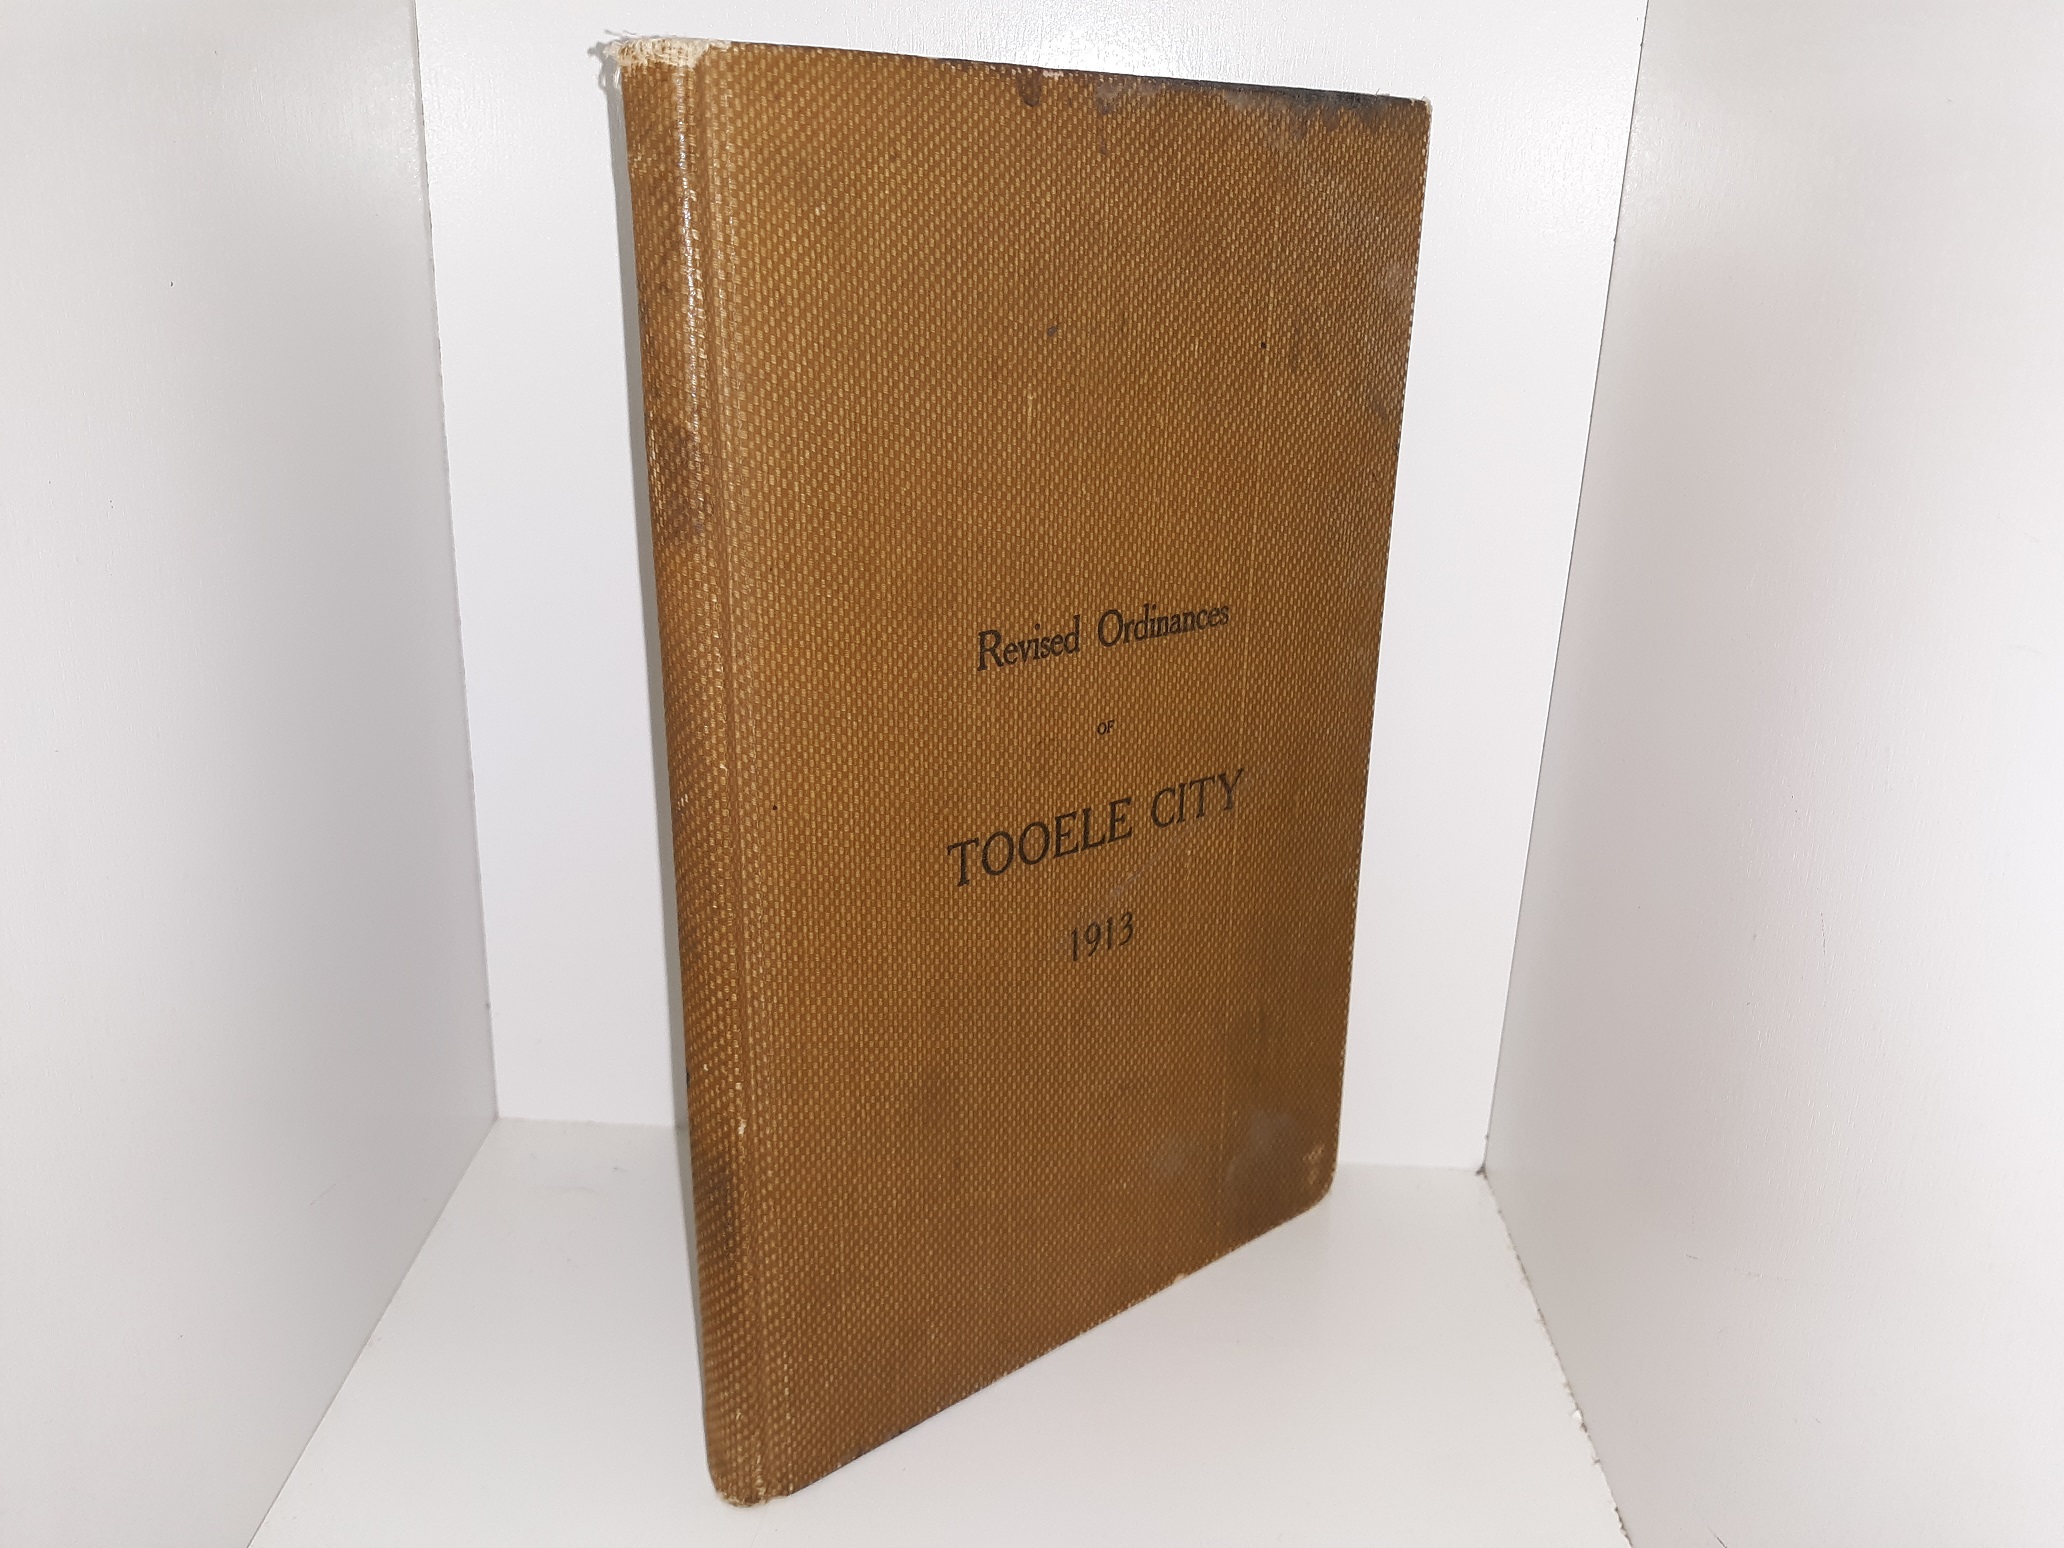 Revised Ordinances
OF
TOOELE CITY
1913